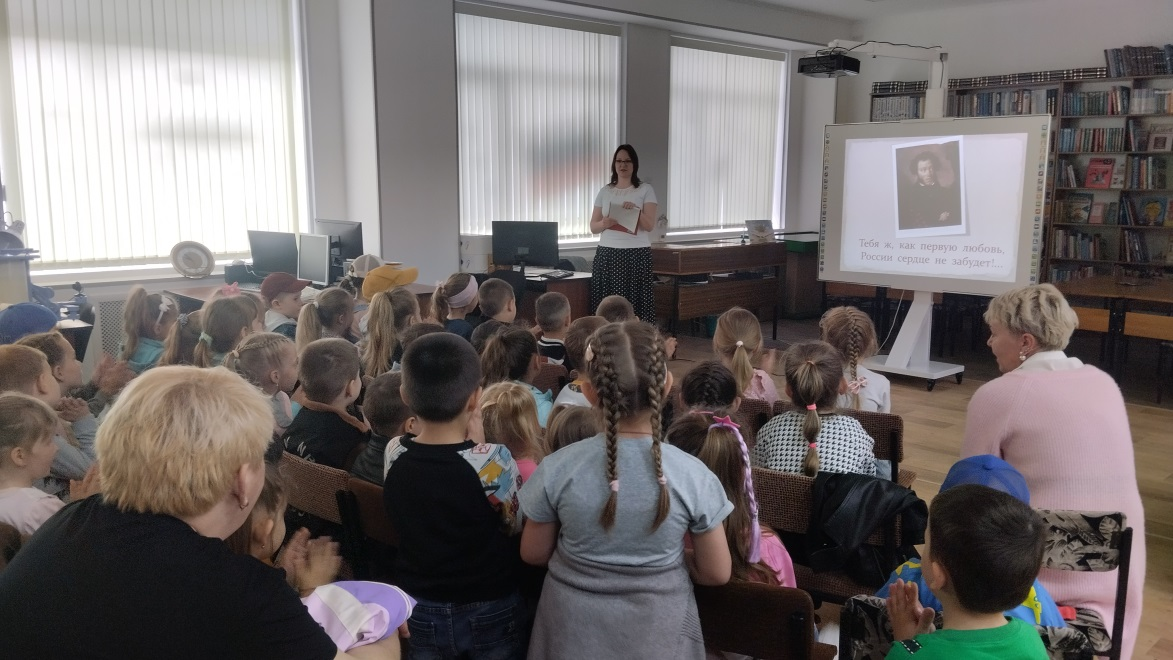 Тебя ж, как первую любовь,
России сердце не забудет!...